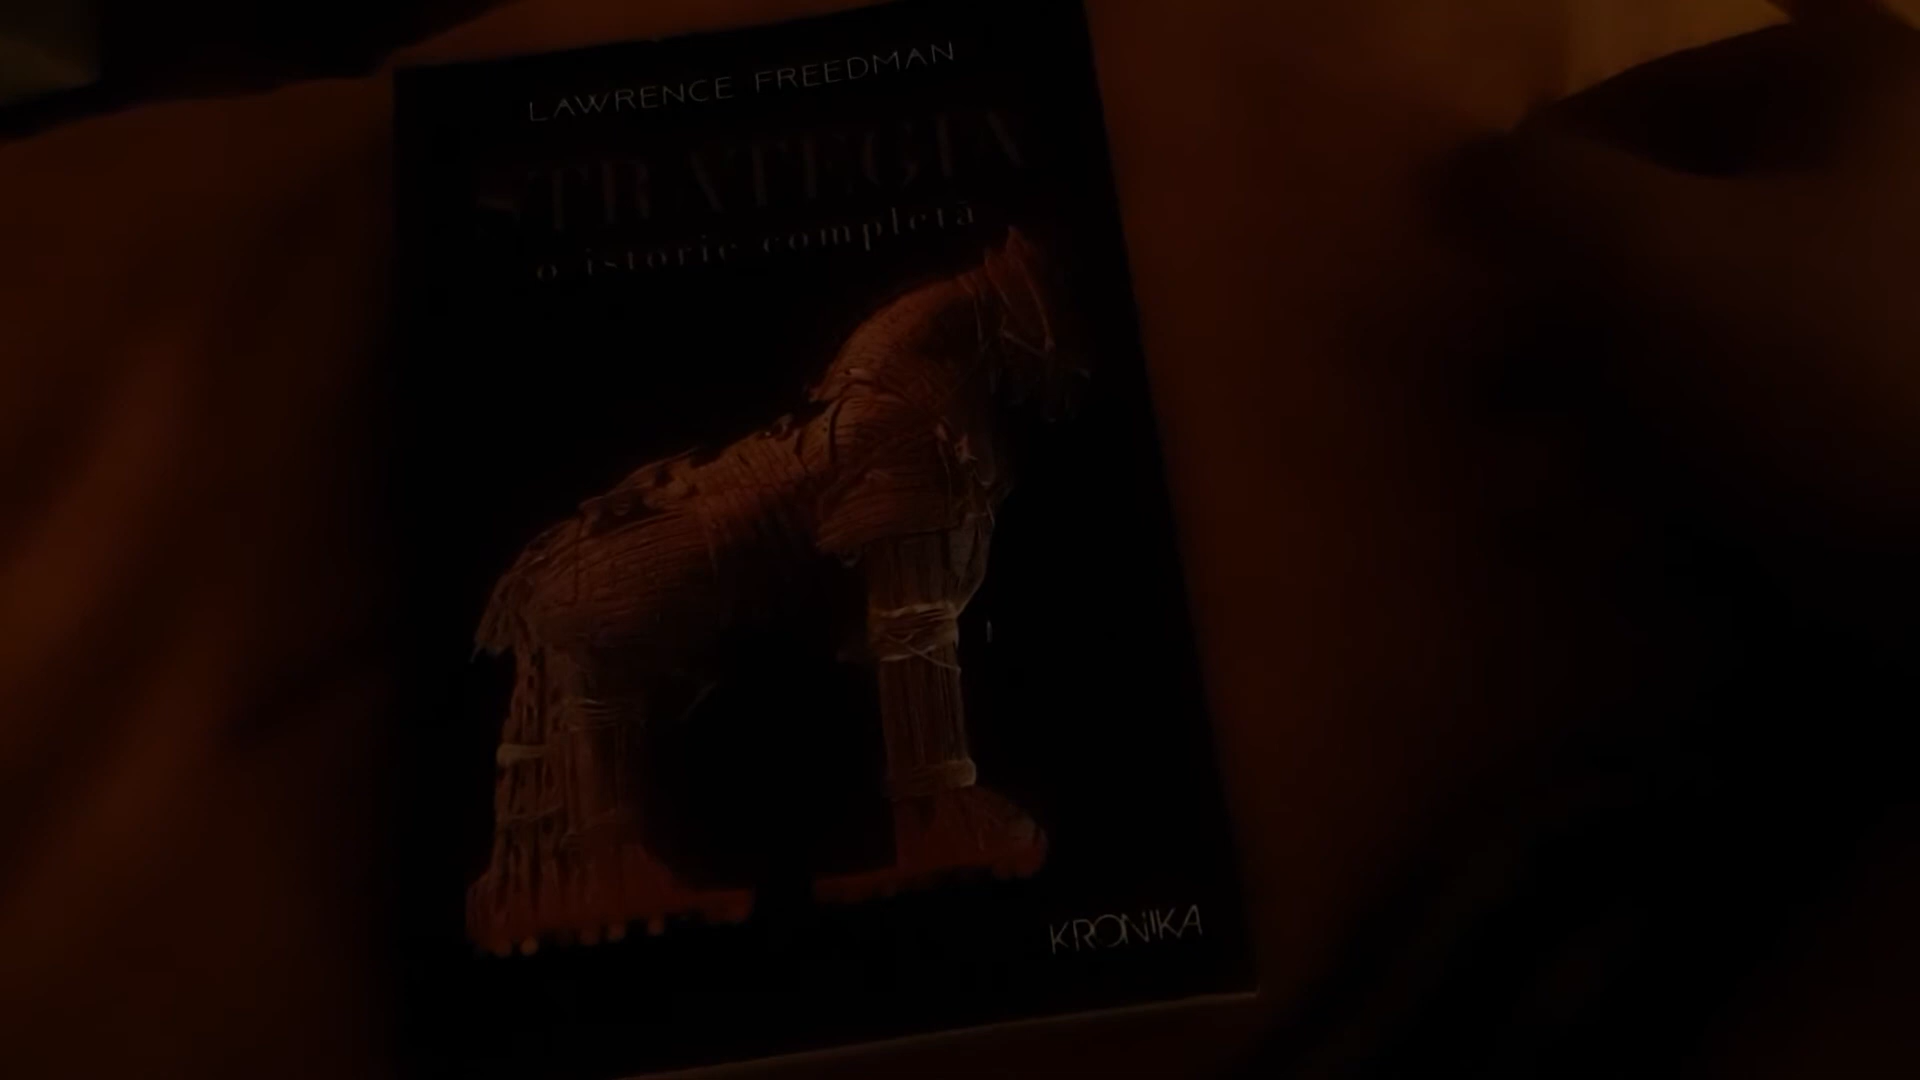 LAWRENCE FREEDMAN
STRATEGIA
o istorie completă
KRONIKA